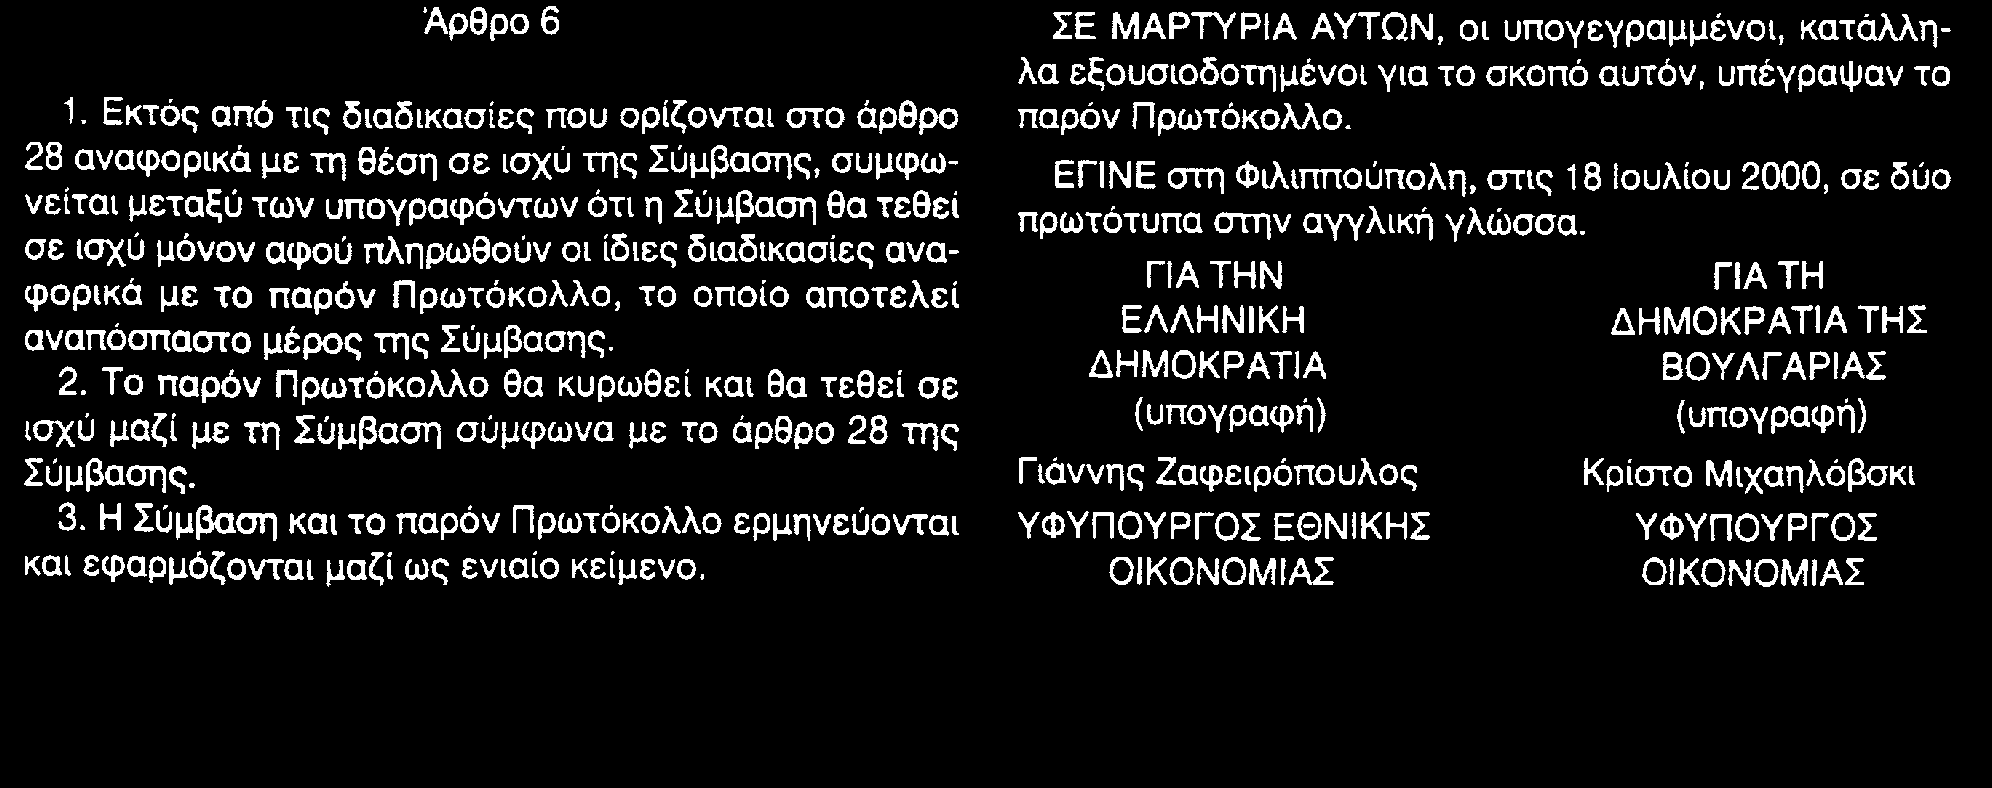 Άρθρο 6
1. Εκτός από τις διαδικασίες που ορίζονται στο άρθρο
28 αναφορικά με τη θέση σε ισχύ της Σύμβασης, συμφω-
νείται μεταξύ των υπογραφόντων ότι η Σύμβαση θα τεθεί
σε ισχύ μόνον αφού πληρωθούν οι ίδιες διαδικασίες ανα-
φορικά με το παρόν Πρωτόκολλο, το οποίο αποτελεί
αναπόσπαστο μέρος της Σύμβασης.
2. Το παρόν Πρωτόκολλο θα κυρωθεί και θα τεθεί σε
ισχύ μαζί με τη Σύμβαση σύμφωνα με το άρθρο 28 της
Σύμβασης.
3. Η Σύμβαση και το παρόν Πρωτόκολλο ερμηνεύονται
και εφαρμόζονται μαζί ως ενιαίο κείμενο.
ΣΕ ΜΑΡΤΥΡΙΑ ΑΥΤΩΝ, οι υπογεγραμμένοι, κατάλλη-
λα εξουσιοδοτημένοι για το σκοπό αυτόν, υπέγραψαν το
παρόν Πρωτόκολλο.
ΕΓΙΝΕ στη Φιλιππούπολη, στις 18 Ιουλίου 2000, σε δύο
πρωτότυπα στην αγγλική γλώσσα.
ΓΙΑ ΤΗΝ
ΕΛΛΗΝΙΚΗ
ΔΗΜΟΚΡΑΤΙΑ
(υπογραφή)
Γιάννης Ζαφειρόπουλος
ΥΦΥΠΟΥΡΓΟΣ ΕΘΝΙΚΗΣ
ΟΙΚΟΝΟΜΙΑΣ
ΓΙΑ ΤΗ
ΔΗΜΟΚΡΑΤΙΑ ΤΗΣ
ΒΟΥΛΓΑΡΙΑΣ
(υπογραφή)
Κρίστο Μιχαηλόβσκι
ΥΦΥΠΟΥΡΓΟΣ
ΟΙΚΟΝΟΜΙΑΣ